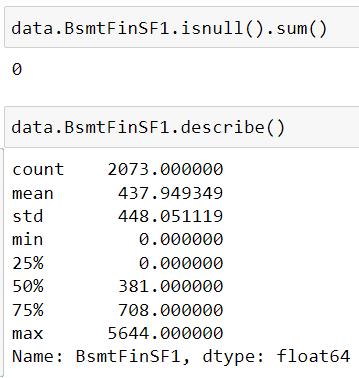 data.BsmtFinSF1.isnull().sum()
0
data.BsmtFinSF1.describe()
count    2073.000000
mean      437.949349
std       448.051119
min         0.000000
25%         0.000000
50%       381.000000
75%       708.000000
max      5644.000000
Name: BsmtFinSF1, dtype: float64